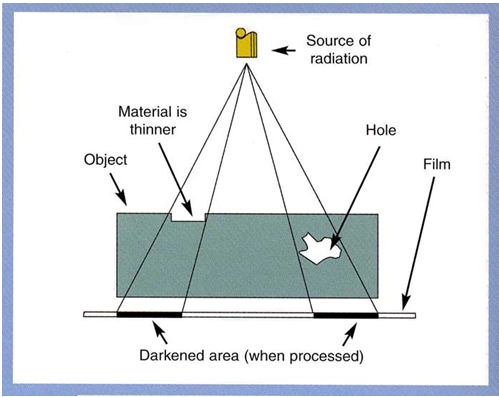 Source of
radiation
Material is
thinner
Hole
Object
Film
Darkened area (when processed)